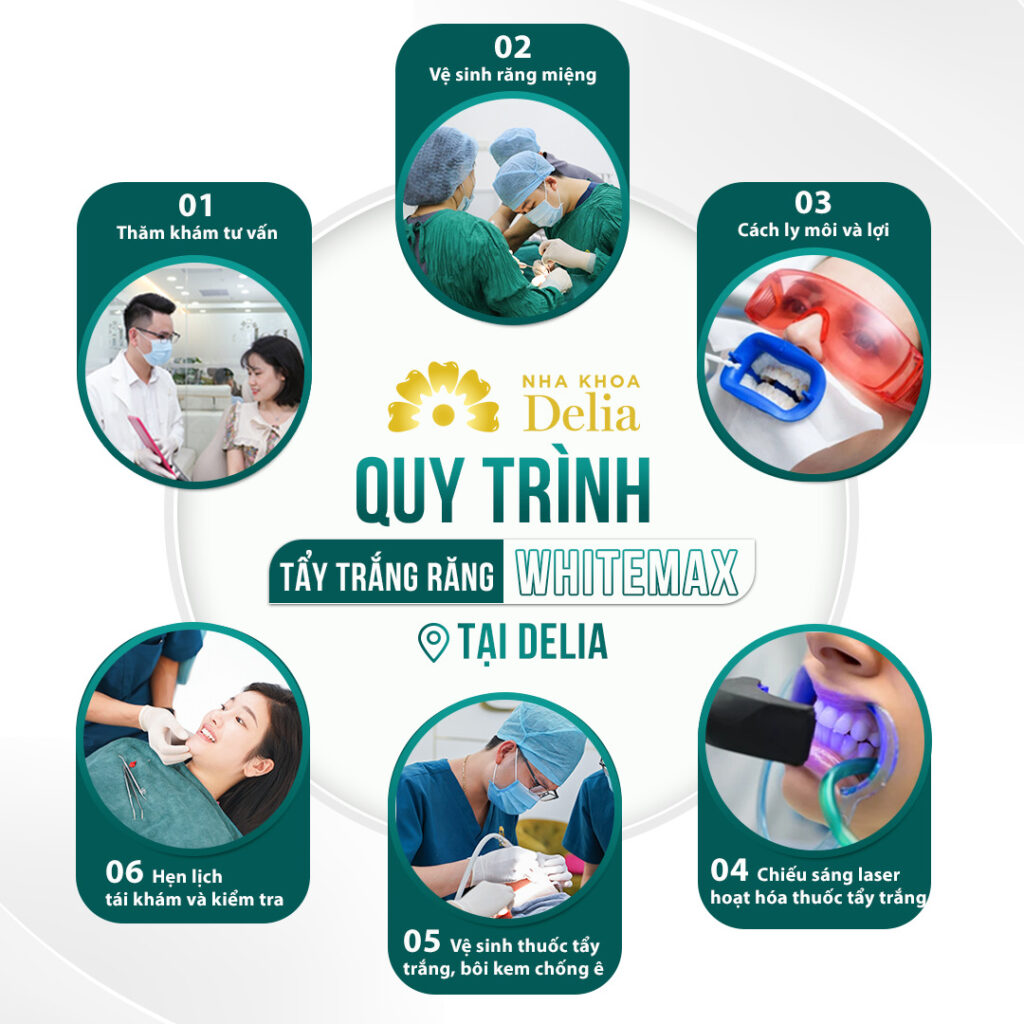 NHA KHOA
Delia
QUY TRÌNH
TẨY TRẮNG RĂNG WHITEMAX
TẠI DELIA
01
Thăm khám tư vấn
02
Vệ sinh răng miệng
03
Cách ly môi và lợi
04 Chiếu sáng laser
hoạt hóa thuốc tẩy trắng
05 Vệ sinh thuốc tẩy
trắng, bôi kem chống ê
06 Hẹn lịch
tái khám và kiểm tra